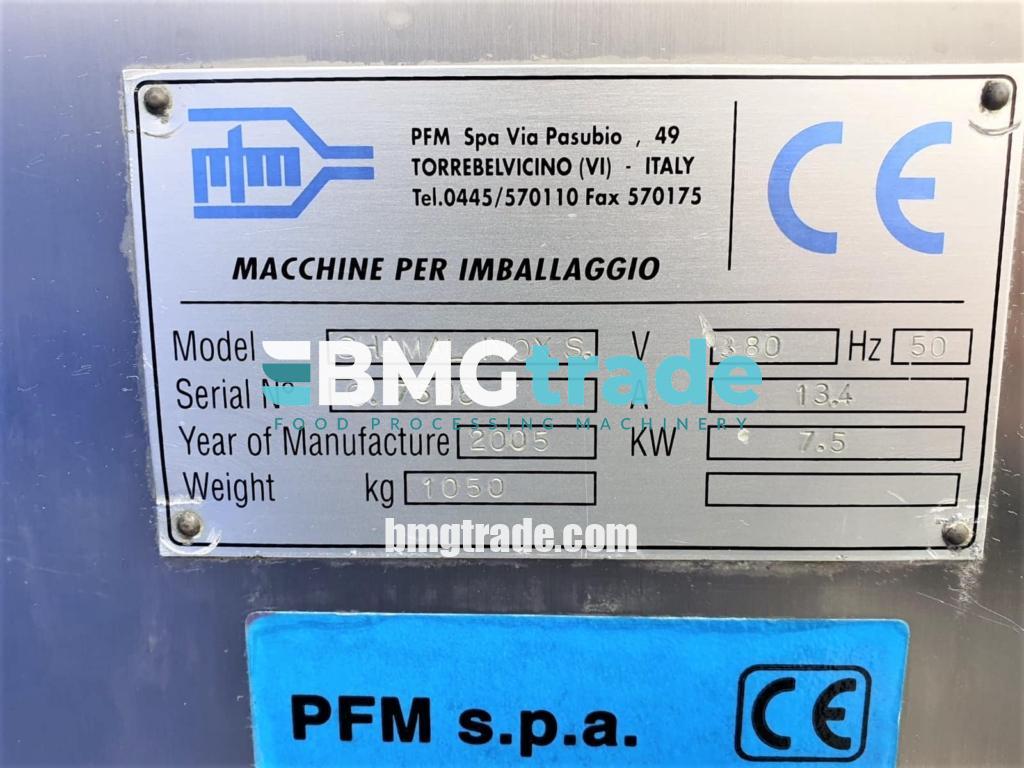 pfm
PFM Spa Via Pasubio , 49
TORREBELVICINO (VI) - ITALY
Tel.0445/570110 Fax 570175
CE
MACCHINE PER IMBALLAGGIO
Model V 380 Hz 50
Serial N° A 13.4
BMGtrade
FOOD PROCESSING MACHINERY
Year of Manufacture 2005 KW 7.5
Weight kg 1050
bmgtrade.com
PFM s.p.a. CE